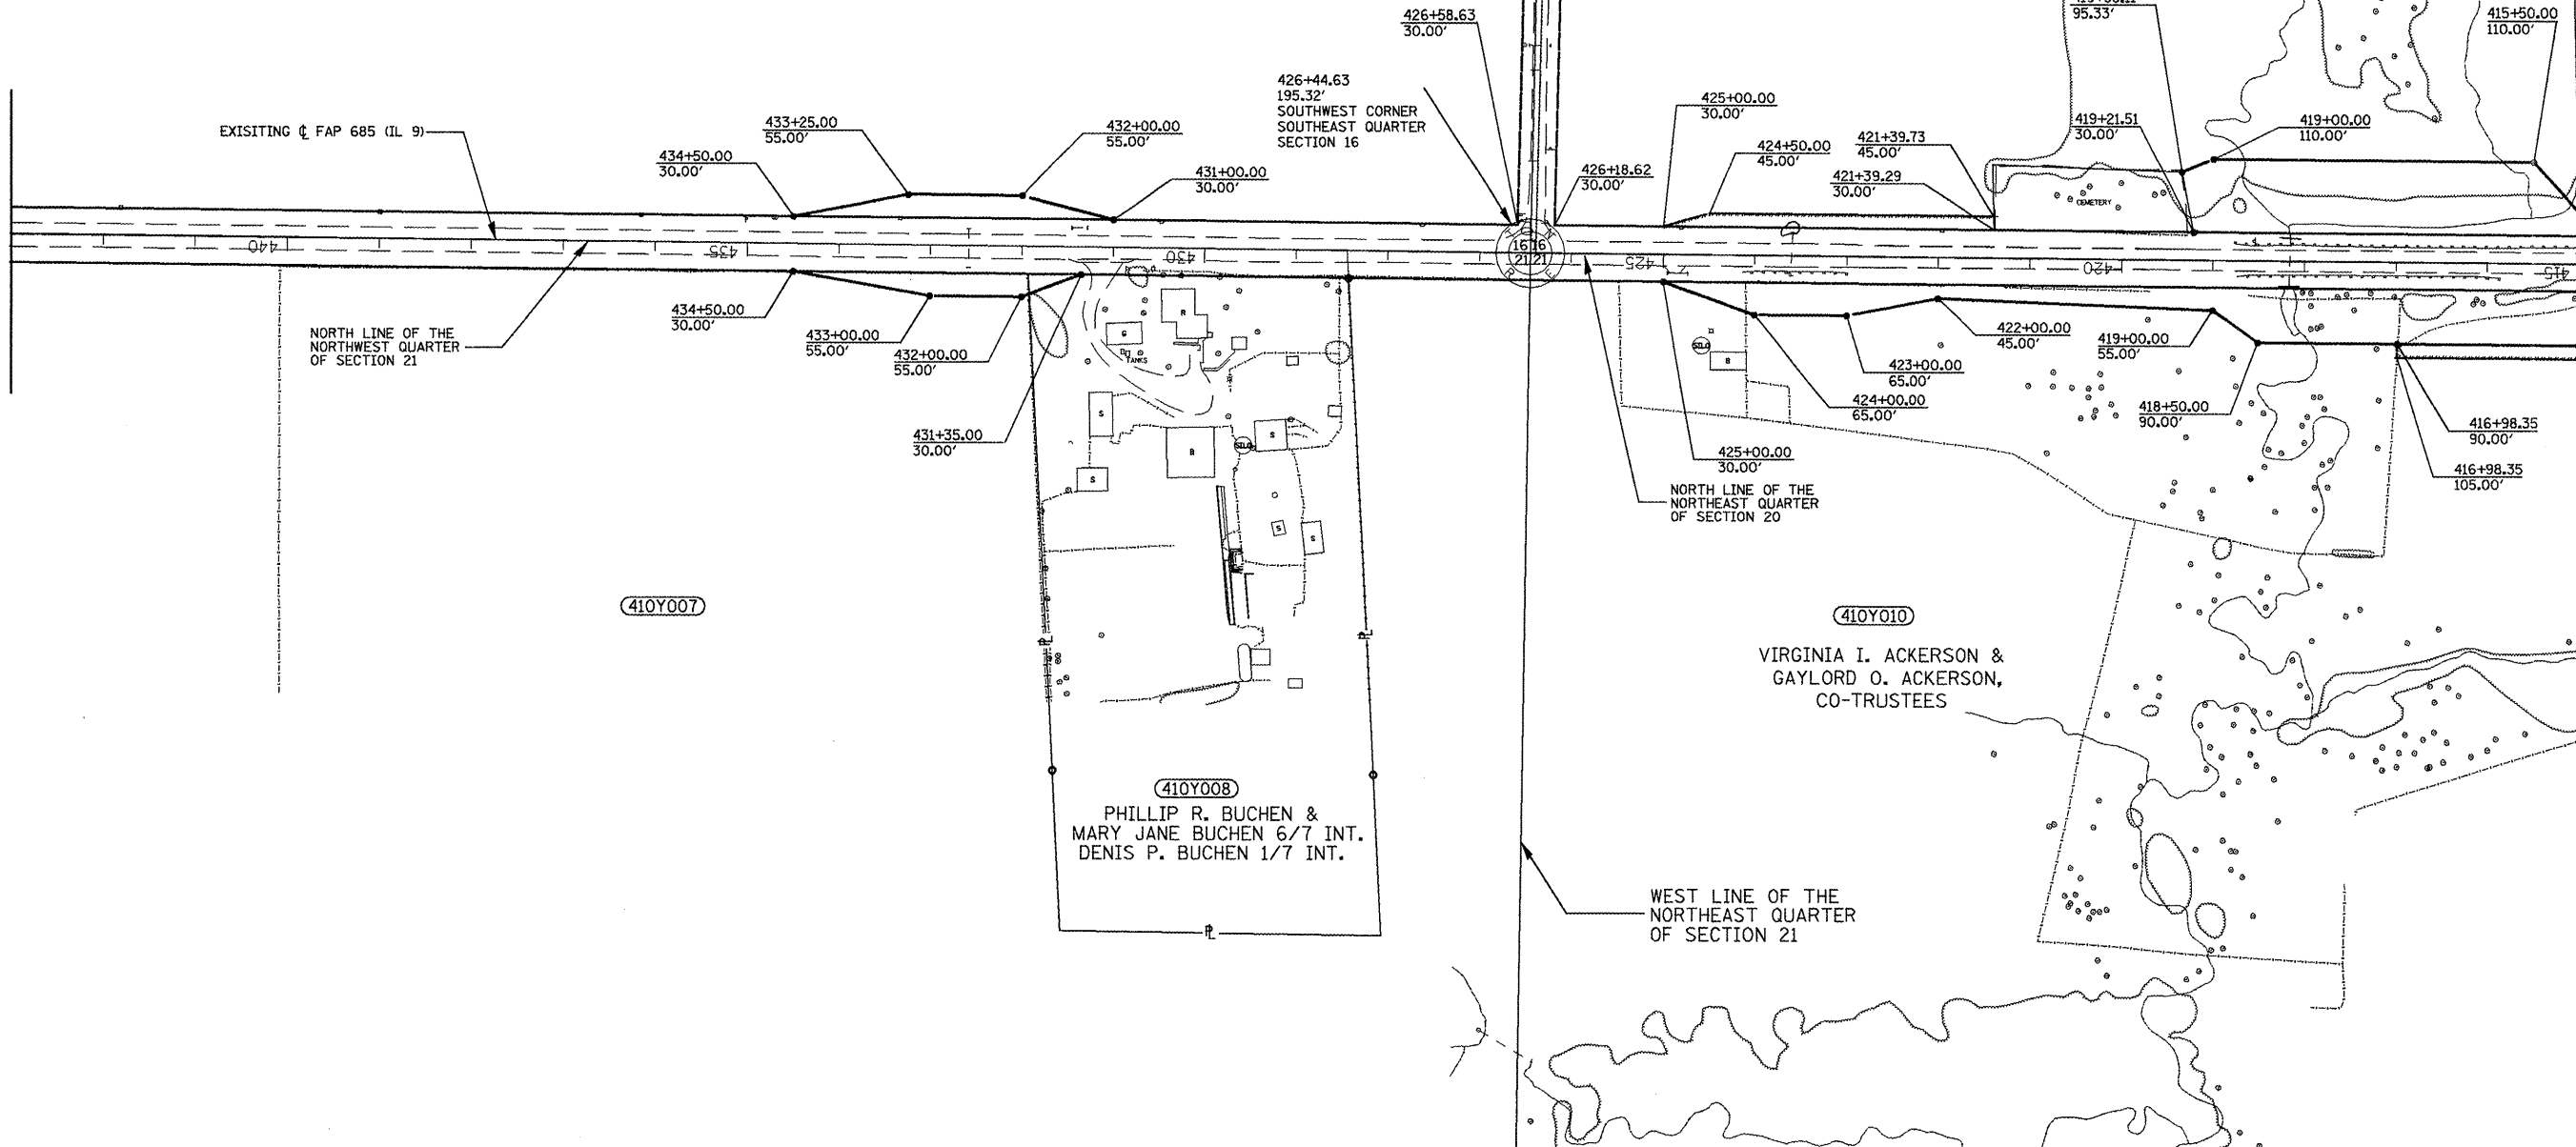 426+58.63
30.00'
95.33'
415+50.00
110.00'
426+44.63
195.32'
SOUTHWEST CORNER
SOUTHEAST QUARTER
SECTION 16
EXISITING ℄ FAP 685 (IL 9)
433+25.00
55.00'
432+00.00
55.00'
434+50.00
30.00'
431+00.00
30.00'
425+00.00
30.00'
424+50.00
45.00'
421+39.73
45.00'
421+39.29
30.00'
419+21.51
30.00'
419+00.00
110.00'
426+18.62
30.00'
CEMETERY
440
435
430
16 16
21 21
425
420
415
NORTH LINE OF THE
NORTHWEST QUARTER
OF SECTION 21
434+50.00
30.00'
433+00.00
55.00'
432+00.00
55.00'
431+35.00
30.00'
R
G
TANKS
S
S
B
SILO
S
S
S
SILO
B
422+00.00
45.00'
423+00.00
65.00'
424+00.00
65.00'
425+00.00
30.00'
419+00.00
55.00'
418+50.00
90.00'
416+98.35
90.00'
416+98.35
105.00'
NORTH LINE OF THE
NORTHEAST QUARTER
OF SECTION 20
410Y007
PL
PL
410Y010
VIRGINIA I. ACKERSON &
GAYLORD O. ACKERSON,
CO-TRUSTEES
410Y008
PHILLIP R. BUCHEN &
MARY JANE BUCHEN 6/7 INT.
DENIS P. BUCHEN 1/7 INT.
PL
WEST LINE OF THE
NORTHEAST QUARTER
OF SECTION 21